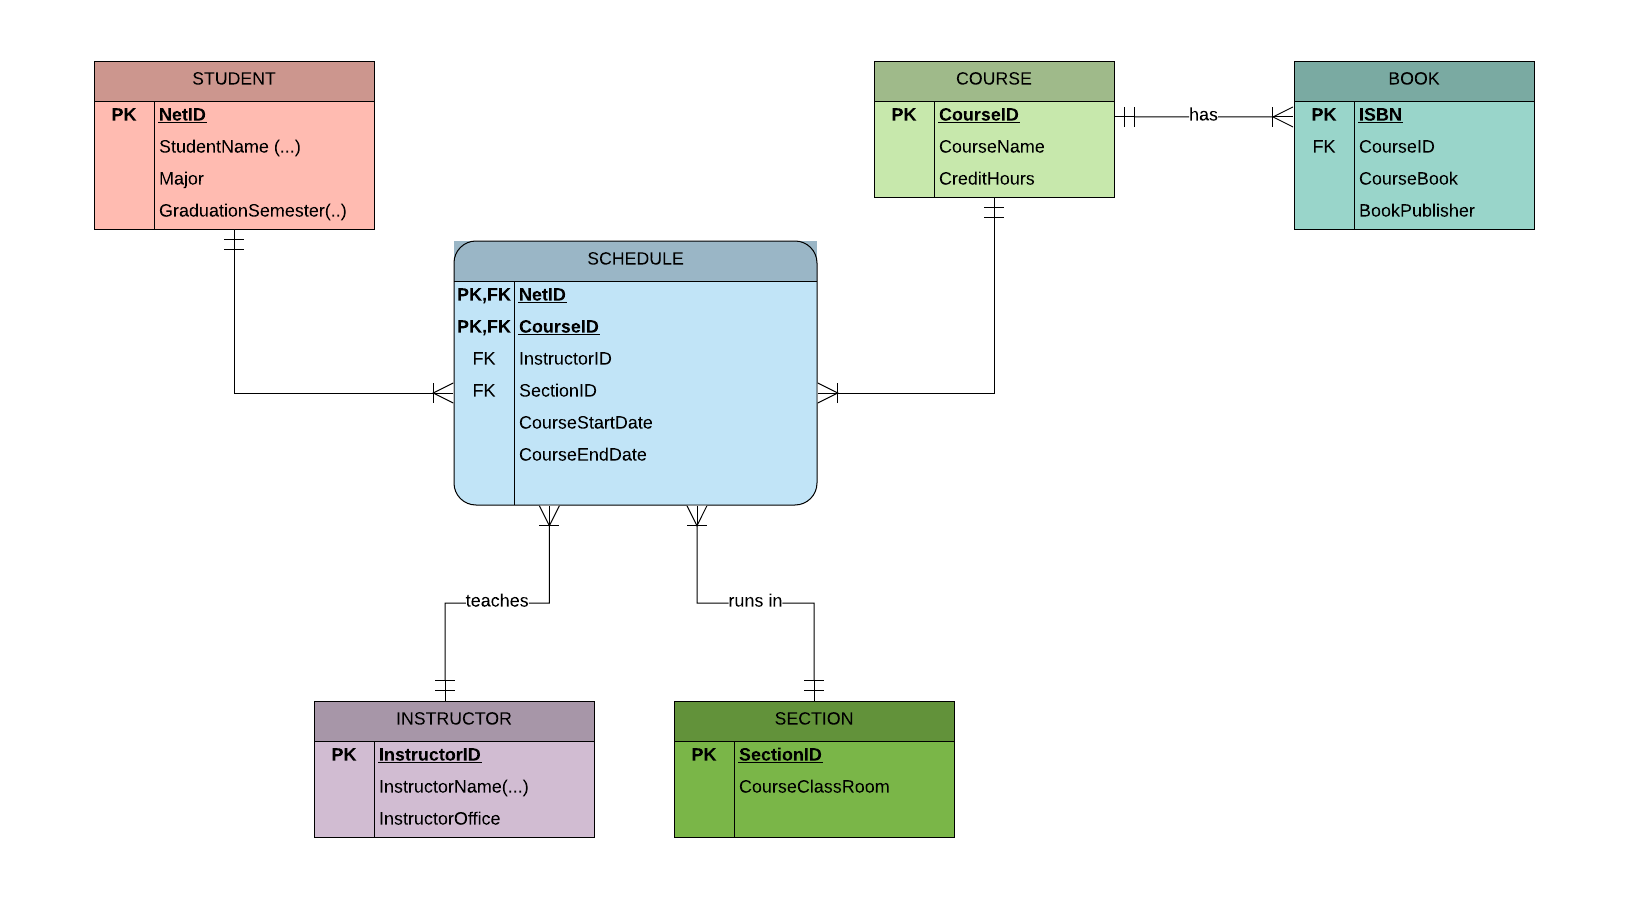 STUDENT
PK NetID
StudentName (...)
Major
GraduationSemester(..)
COURSE
PK CourseID
CourseName
CreditHours
has
BOOK
PK ISBN
FK CourseID
CourseBook
BookPublisher
SCHEDULE
PK,FK NetID
PK,FK CourseID
FK InstructorID
FK SectionID
CourseStartDate
CourseEndDate
teaches
runs in
INSTRUCTOR
PK InstructorID
InstructorName(...)
InstructorOffice
SECTION
PK SectionID
CourseClassRoom